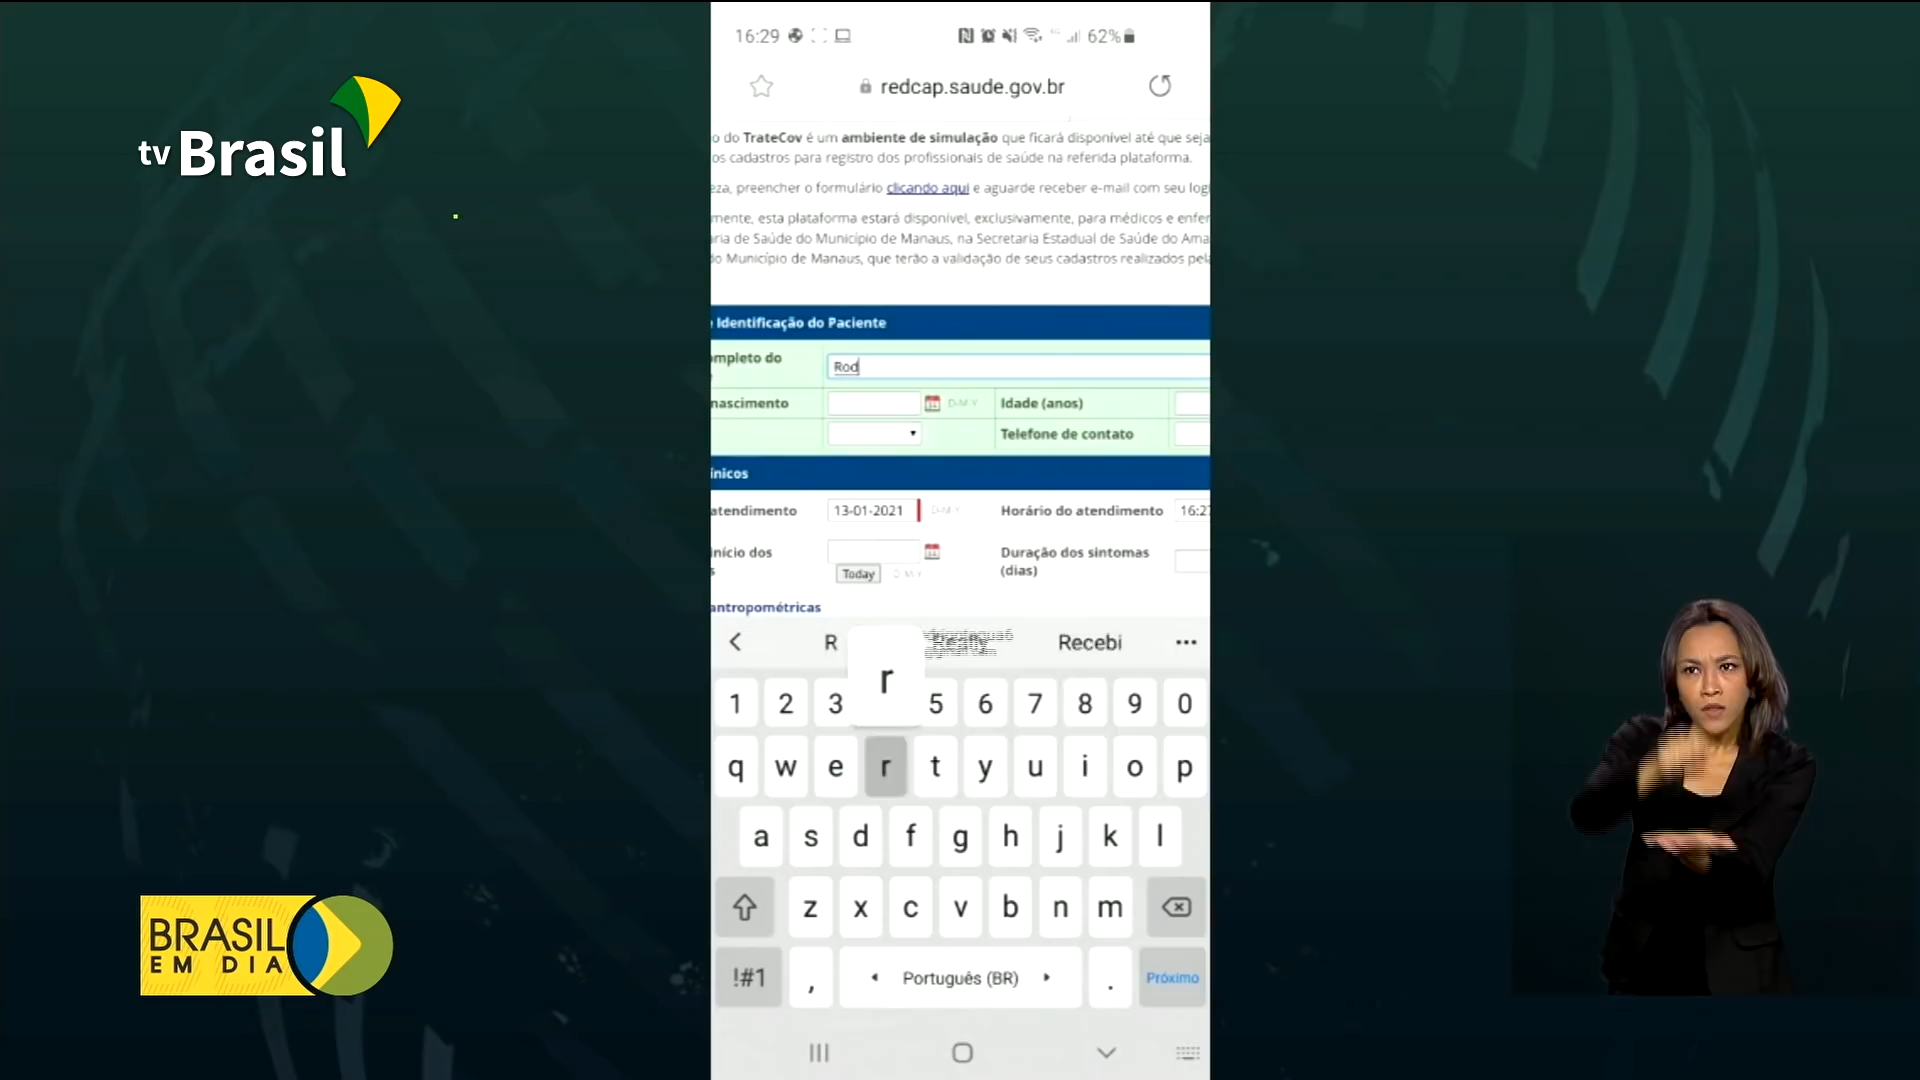 tv Brasil
16:29
62%
redcap.saude.gov.br
o do TrateCov é um ambiente de simulação que ficará disponível até que seja
os cadastros para registro dos profissionais de saúde na referida plataforma.
eza, preencher o formulário clicando aqui e aguarde receber e-mail com seu logi
mente, esta plataforma estará disponível, exclusivamente, para médicos e enfer
ria de Saúde do Município de Manaus, na Secretaria Estadual de Saúde do Ama
do Município de Manaus, que terão a validação de seus cadastros realizados pela
Identificação do Paciente
ompleto do
Rod
nascimento D-M-Y Idade (anos)
Telefone de contato
ínicos
atendimento 13-01-2021 D-M-Y Horário do atendimento 16:27
início dos
s
Today D-M-Y
Duração dos sintomas
(dias)
antropométricas
R Recebi
r
1 2 3 5 6 7 8 9 0
q w e r t y u i o p
a s d f g h j k l
z x c v b n m
!#1 , Português (BR) . Próximo
BRASIL
EM DIA